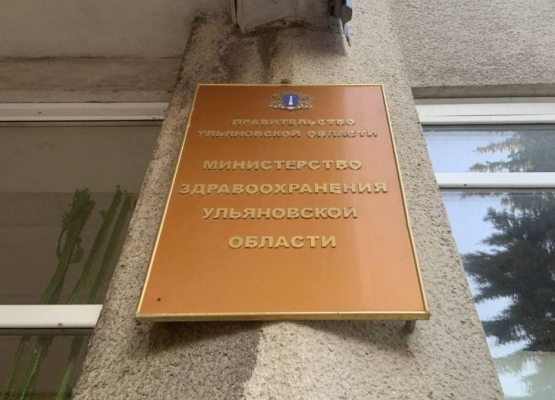 ПРАВИТЕЛЬСТВО
УЛЬЯНОВСКОЙ ОБЛАСТИ
МИНИСТЕРСТВО
ЗДРАВООХРАНЕНИЯ
УЛЬЯНОВСКОЙ
ОБЛАСТИ